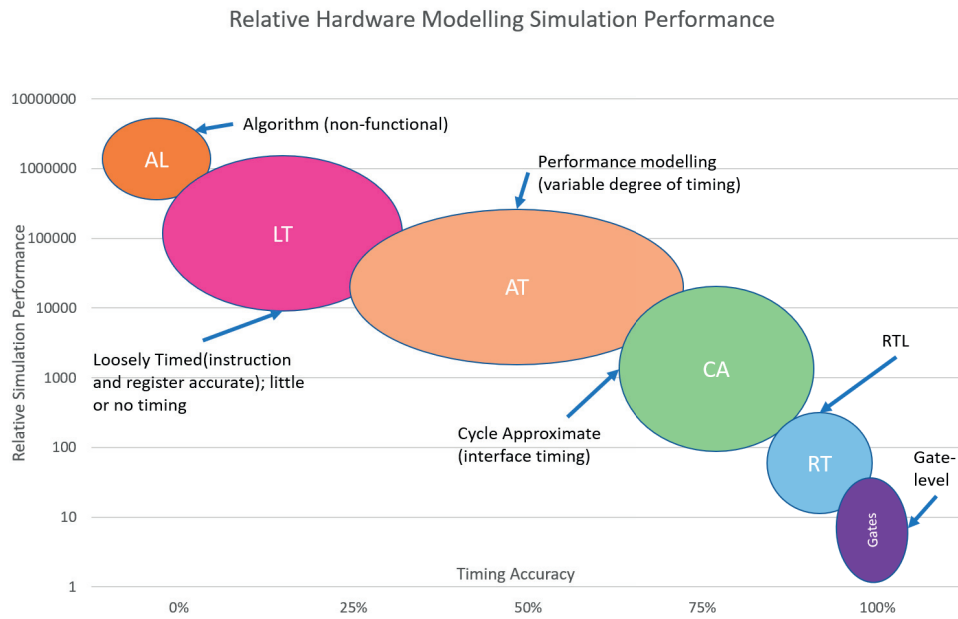 Relative Hardware Modelling Simulation Performance
10000000
Algorithm (non-functional)
AL
1000000
Performance modelling
(variable degree of timing)
LT
100000
AT
10000
Loosely Timed(instruction
and register accurate); little
or no timing
RTL
CA
1000
Cycle Approximate
(interface timing)
100
RT
Gate-
level
10
Gates
1
Relative Simulation Performance
Timing Accuracy
0%
25%
50%
75%
100%